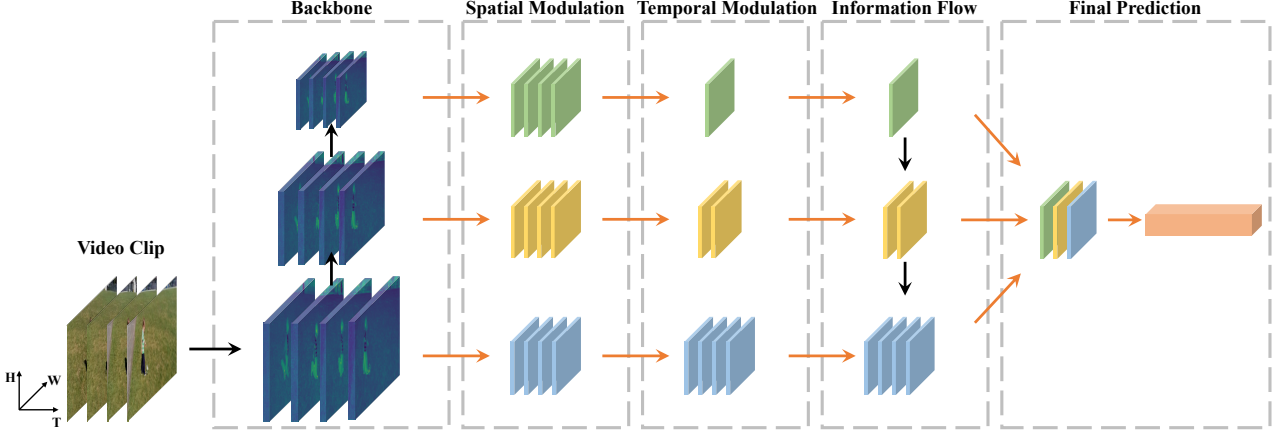 Backbone
Spatial Modulation
Temporal Modulation
Information Flow
Final Prediction
Video Clip
H
W
T